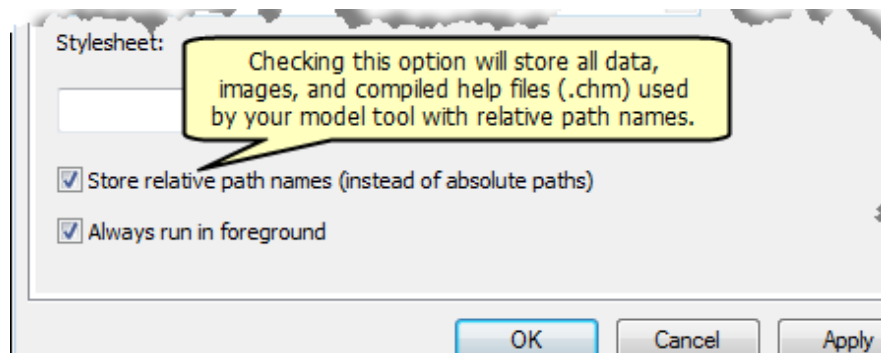 Stylesheet:
Checking this option will store all data,
images, and compiled help files (.chm) used
by your model tool with relative path names.
Store relative path names (instead of absolute paths)
Always run in foreground
OK
Cancel
Apply